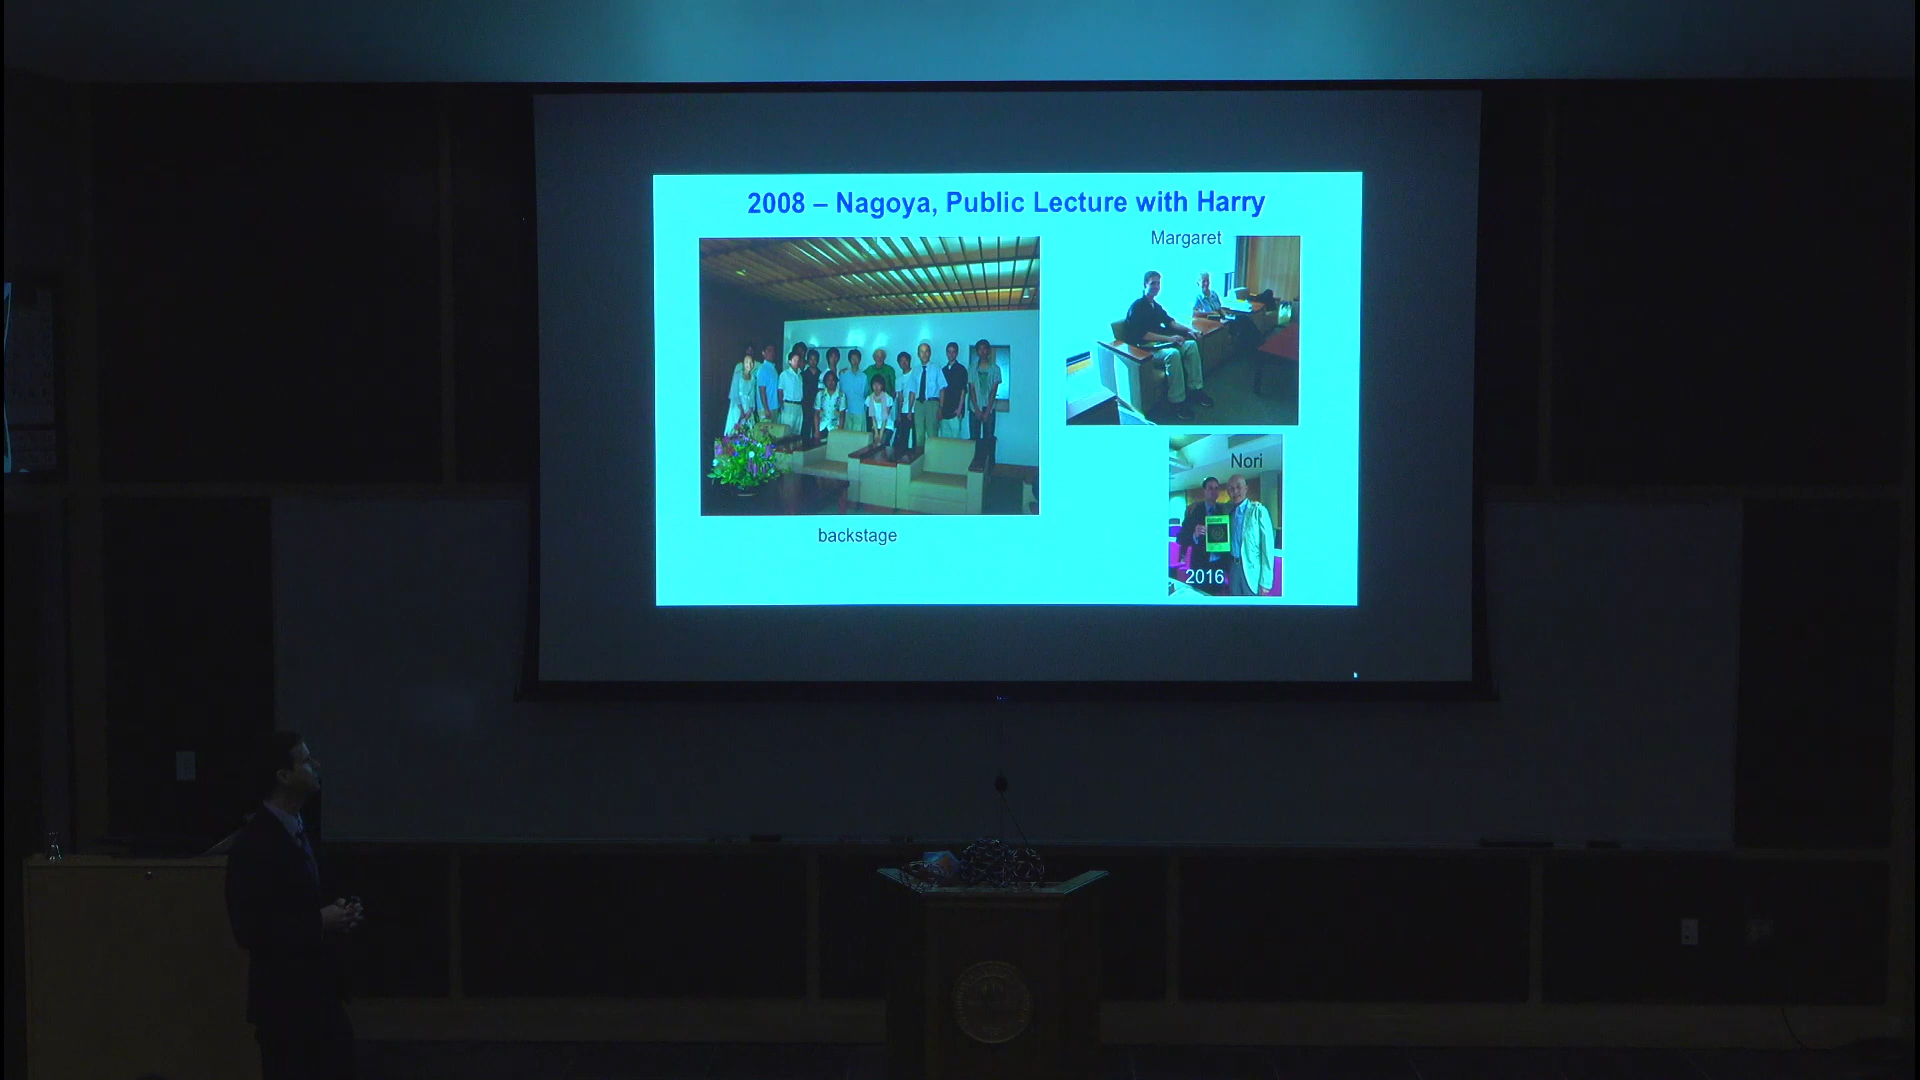 2008 – Nagoya, Public Lecture with Harry
Margaret
backstage
Nori
2016